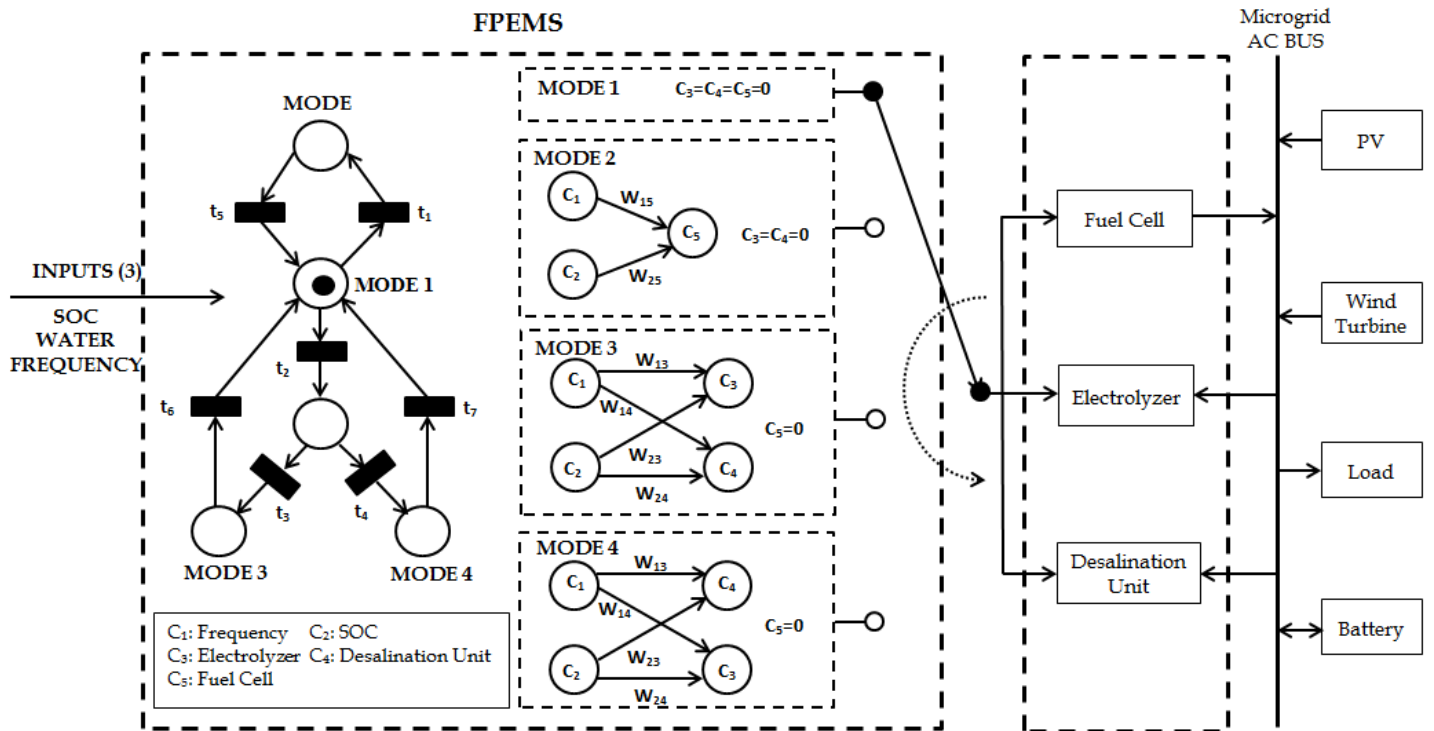 FPEMS
Microgrid
AC BUS
MODE
t₅
t₁
INPUTS (3)
SOC
WATER
FREQUENCY
MODE 1
t₂
t₆
t₇
t₃
t₄
MODE 3
MODE 4
C₁: Frequency C₂: SOC
C₃: Electrolyzer C₄: Desalination Unit
C₅: Fuel Cell
MODE 1 C₃=C₄=C₅=0
MODE 2
C₁
W₁₅
C₅
C₃=C₄=0
C₂
W₂₅
MODE 3
W₁₃
C₁
C₃
W₁₄
C₅=0
W₂₃
C₂
C₄
W₂₄
MODE 4
W₁₃
C₁
C₄
W₁₄
C₅=0
W₂₃
C₂
C₃
W₂₄
Fuel Cell
Electrolyzer
Desalination
Unit
PV
Wind
Turbine
Load
Battery